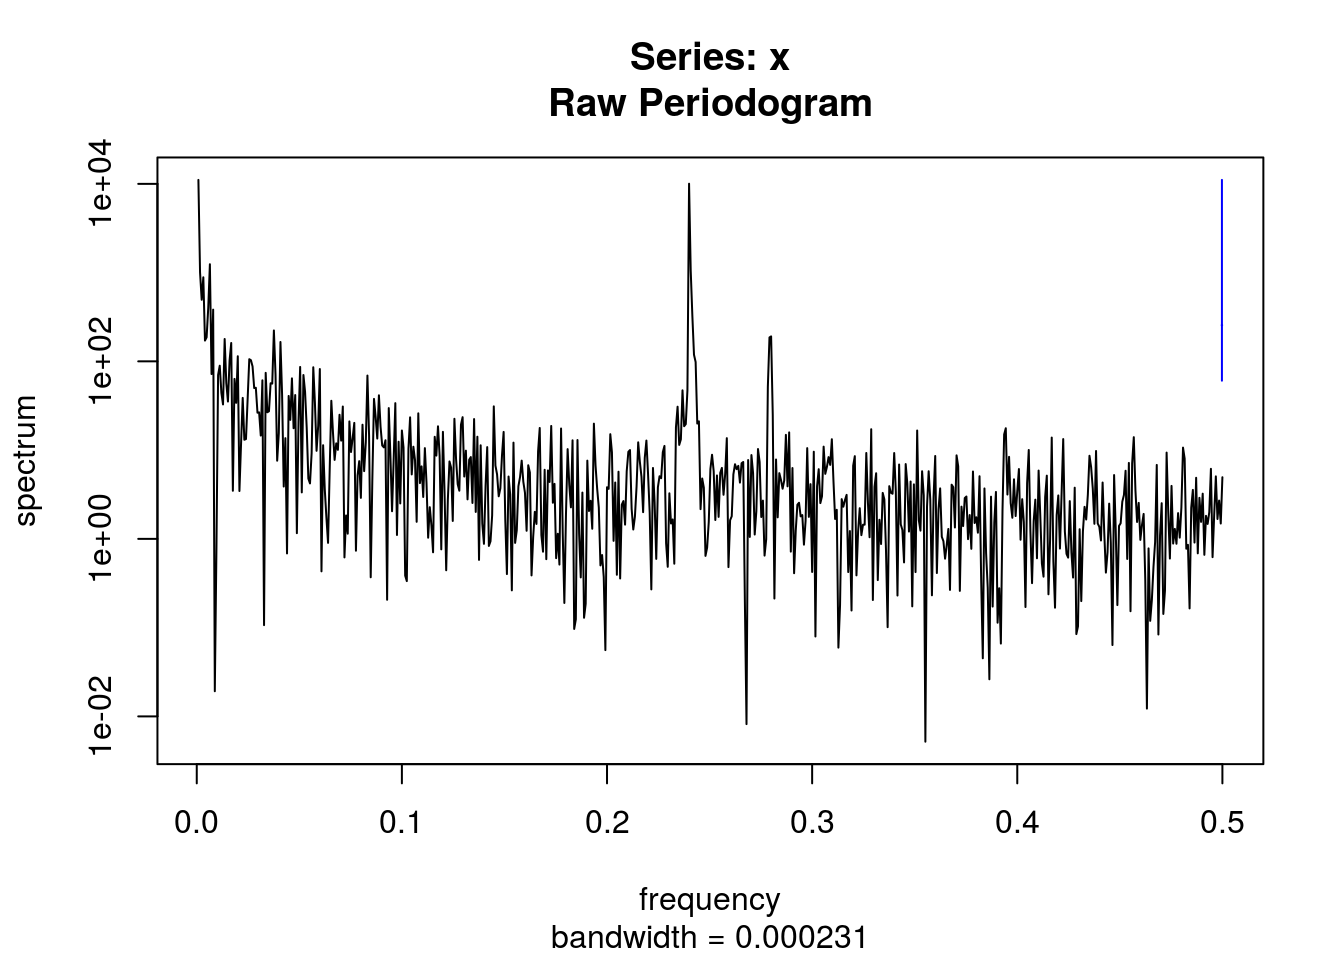 Series: x
Raw Periodogram
spectrum
1e+04
1e+02
1e+00
1e-02
0.0 0.1 0.2 0.3 0.4 0.5
frequency
bandwidth = 0.000231